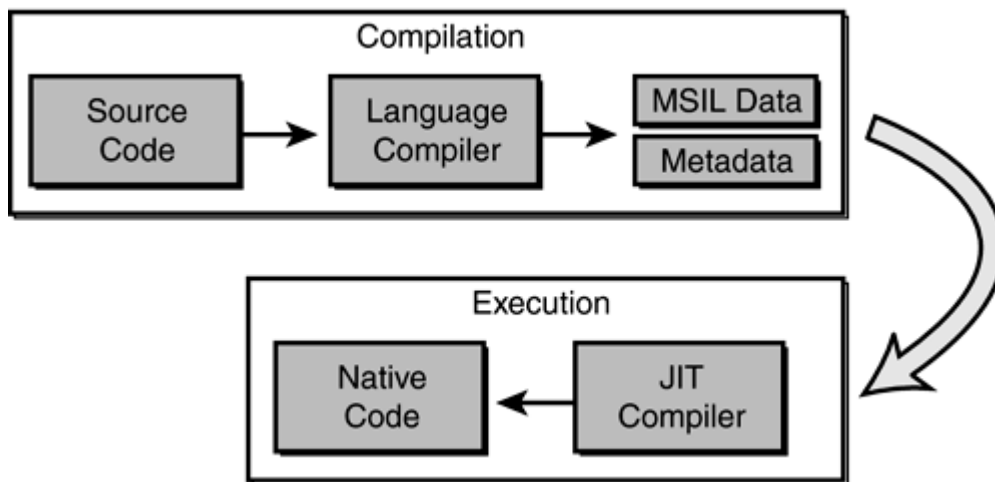 Compilation
Source
Code
Language
Compiler
MSIL Data
Metadata
Execution
Native
Code
JIT
Compiler